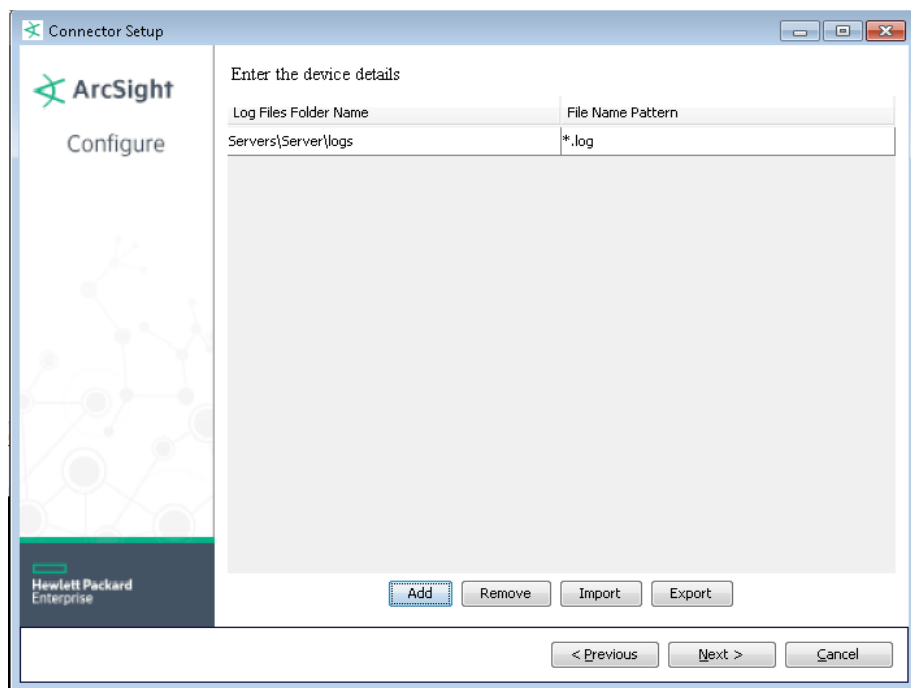 Connector Setup
ArcSight
Configure
Enter the device details
Log Files Folder Name File Name Pattern
Servers\Server\logs *.log
Hewlett Packard
Enterprise
Add Remove Import Export
< Previous Next > Cancel